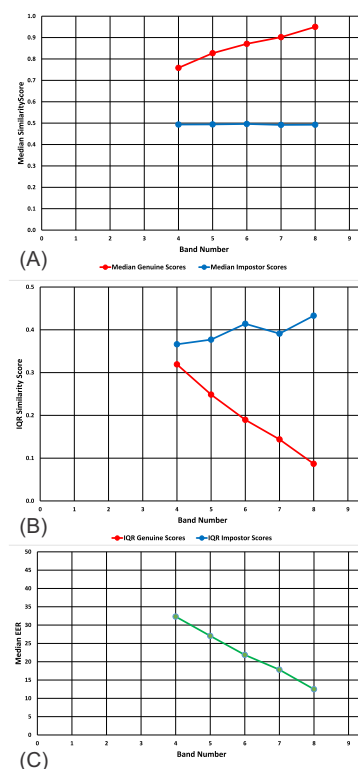 1.0
0.9
0.8
0.7
0.6
0.5
0.4
0.3
0.2
0.1
0.0
Median SimilarityScore
0 1 2 3 4 5 6 7 8 9
Band Number
(A)
Median Genuine Scores Median Impostor Scores
0.5
0.4
0.3
0.2
0.1
0.0
IQR Similarity Score
0 1 2 3 4 5 6 7 8 9
Band Number
(B)
IQR Genuine Scores IQR Impostor Scores
50
45
40
35
30
25
20
15
10
5
0
Median EER
0 1 2 3 4 5 6 7 8 9
Band Number
(C)